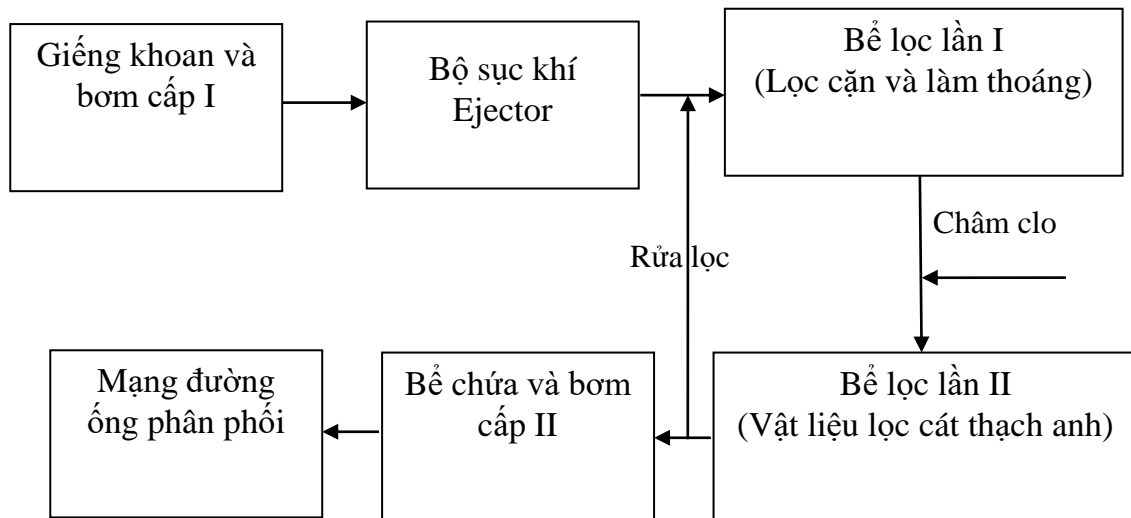 Giếng khoan và
bơm cấp I
Bộ sục khí
Ejector
Bể lọc lần I
(Lọc cặn và làm thoáng)
Châm clo
Rửa lọc
Mạng đường
ống phân phối
Bể chứa và bơm
cấp II
Bể lọc lần II
(Vật liệu lọc cát thạch anh)